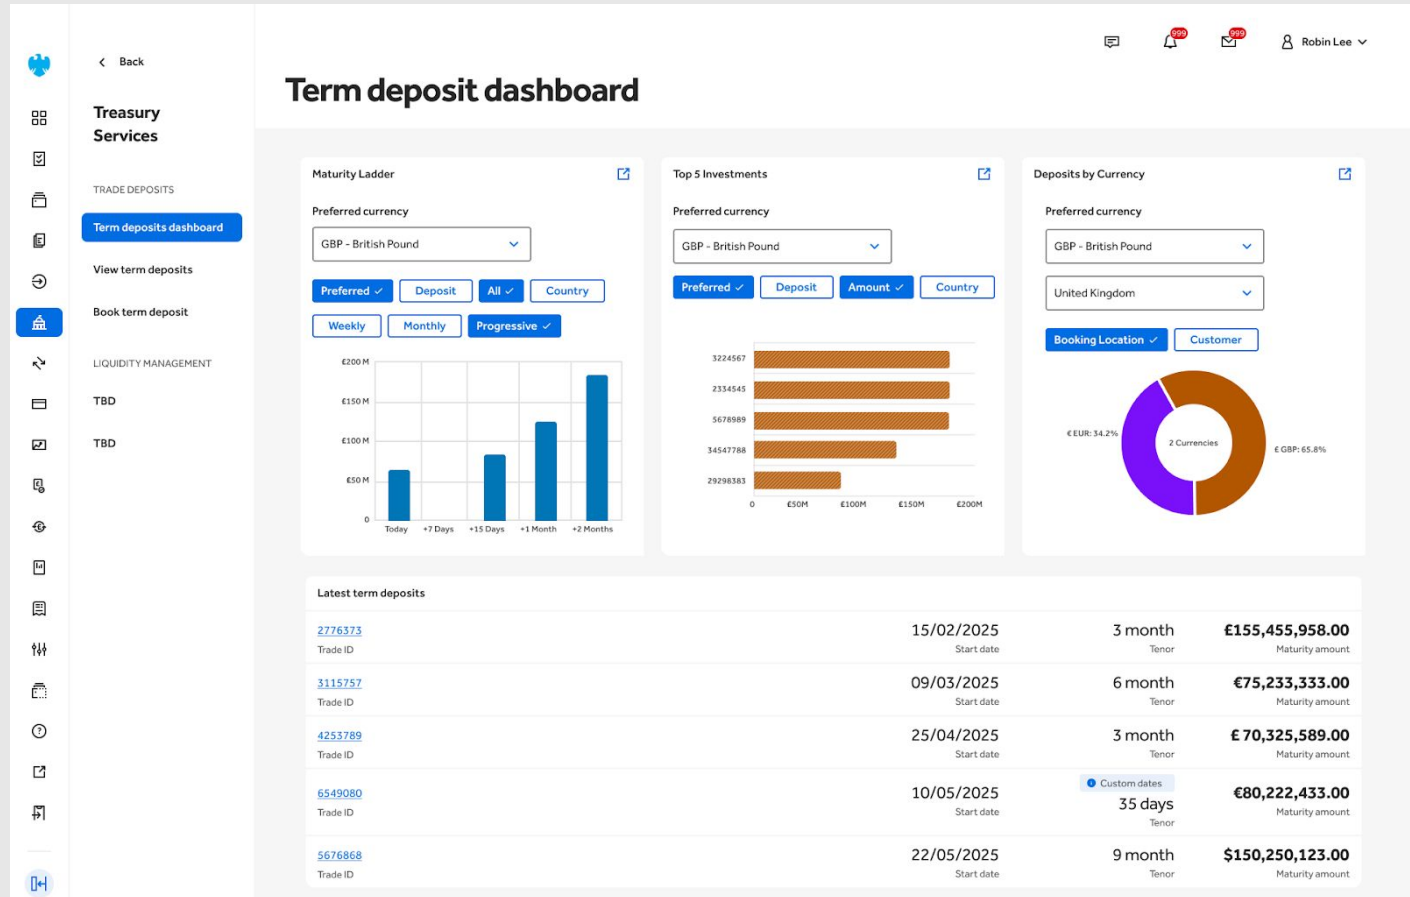 999
999
Robin Lee
Back
Term deposit dashboard
Treasury
Services
TRADE DEPOSITS
Term deposits dashboard
View term deposits
Book term deposit
LIQUIDITY MANAGEMENT
TBD
TBD
Maturity Ladder
Preferred currency
GBP - British Pound
Preferred
Deposit
All
Country
Weekly
Monthly
Progressive
£200 M
£150 M
£100 M
£50 M
0
Today
+7 Days
+15 Days
+1 Month
+2 Months
Top 5 Investments
Preferred currency
GBP - British Pound
Preferred
Deposit
Amount
Country
3224567
2334545
5678989
34547788
29298383
0
£50M
£100M
£150M
£200M
Deposits by Currency
Preferred currency
GBP - British Pound
United Kingdom
Booking Location
Customer
€ EUR: 34.2%
2 Currencies
£ GBP: 65.8%
Latest term deposits
2776373
Trade ID
15/02/2025
Start date
3 month
Tenor
£155,455,958.00
Maturity amount
3115757
Trade ID
09/03/2025
Start date
6 month
Tenor
€75,233,333.00
Maturity amount
4253789
Trade ID
25/04/2025
Start date
3 month
Tenor
£ 70,325,589.00
Maturity amount
6549080
Trade ID
10/05/2025
Start date
Custom dates
35 days
Tenor
€80,222,433.00
Maturity amount
5676868
Trade ID
22/05/2025
Start date
9 month
Tenor
$150,250,123.00
Maturity amount